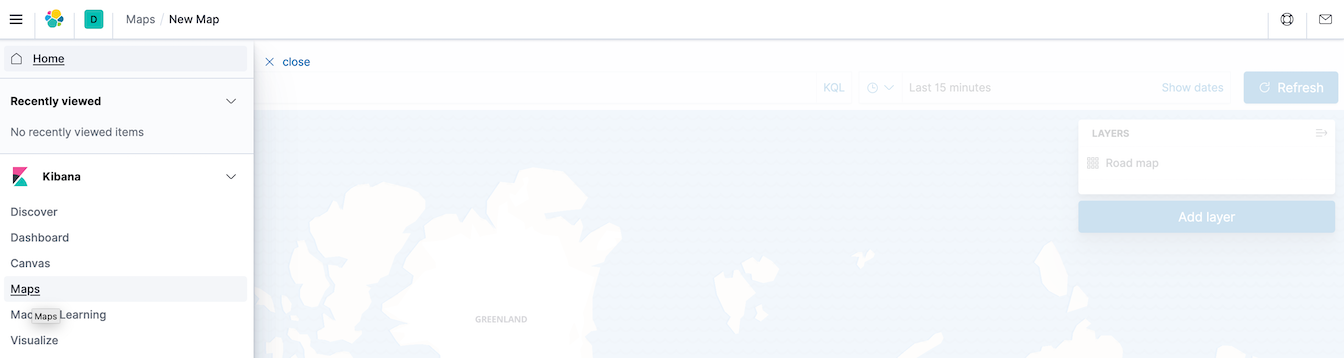 D Maps / New Map
Home
× close
Recently viewed
KQL Last 15 minutes Show dates Refresh
No recently viewed items
LAYERS
Road map
Kibana
Discover
Add layer
Dashboard
Canvas
Maps
Maps Learning
GREENLAND
Visualize